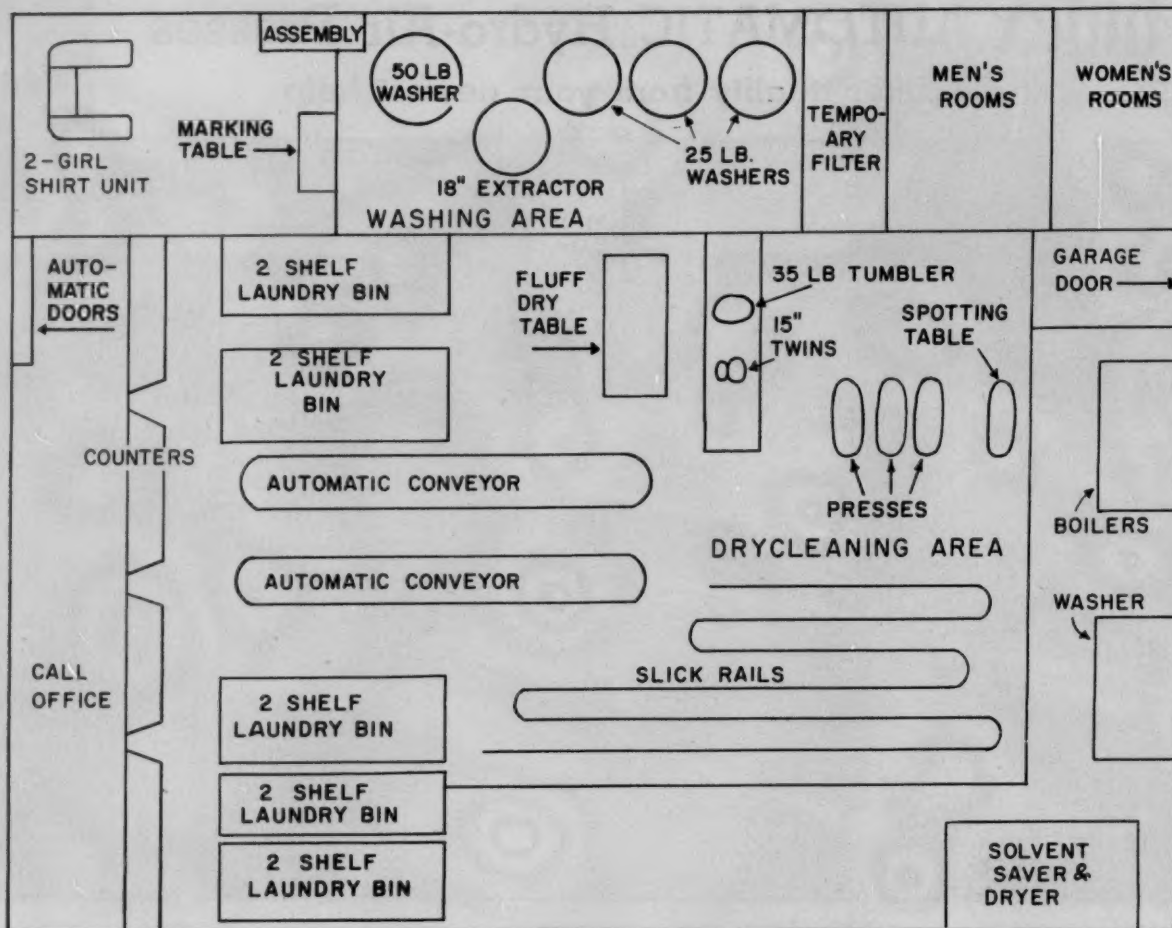 ASSEMBLY
50 LB
WASHER
MARKING
TABLE
2-GIRL
SHIRT UNIT
18" EXTRACTOR
25 LB.
WASHERS
WASHING AREA
TEMPO-
ARY
FILTER
MEN'S
ROOMS
WOMEN'S
ROOMS
AUTO-
MATIC
DOORS
2 SHELF
LAUNDRY BIN
2 SHELF
LAUNDRY
BIN
FLUFF
DRY
TABLE
35 LB TUMBLER
15"
TWINS
SPOTTING
TABLE
GARAGE
DOOR
COUNTERS
AUTOMATIC CONVEYOR
AUTOMATIC CONVEYOR
PRESSES
DRYCLEANING AREA
BOILERS
WASHER
CALL
OFFICE
SLICK RAILS
2 SHELF
LAUNDRY BIN
2 SHELF
LAUNDRY BIN
2 SHELF
LAUNDRY BIN
SOLVENT
SAVER &
DRYER